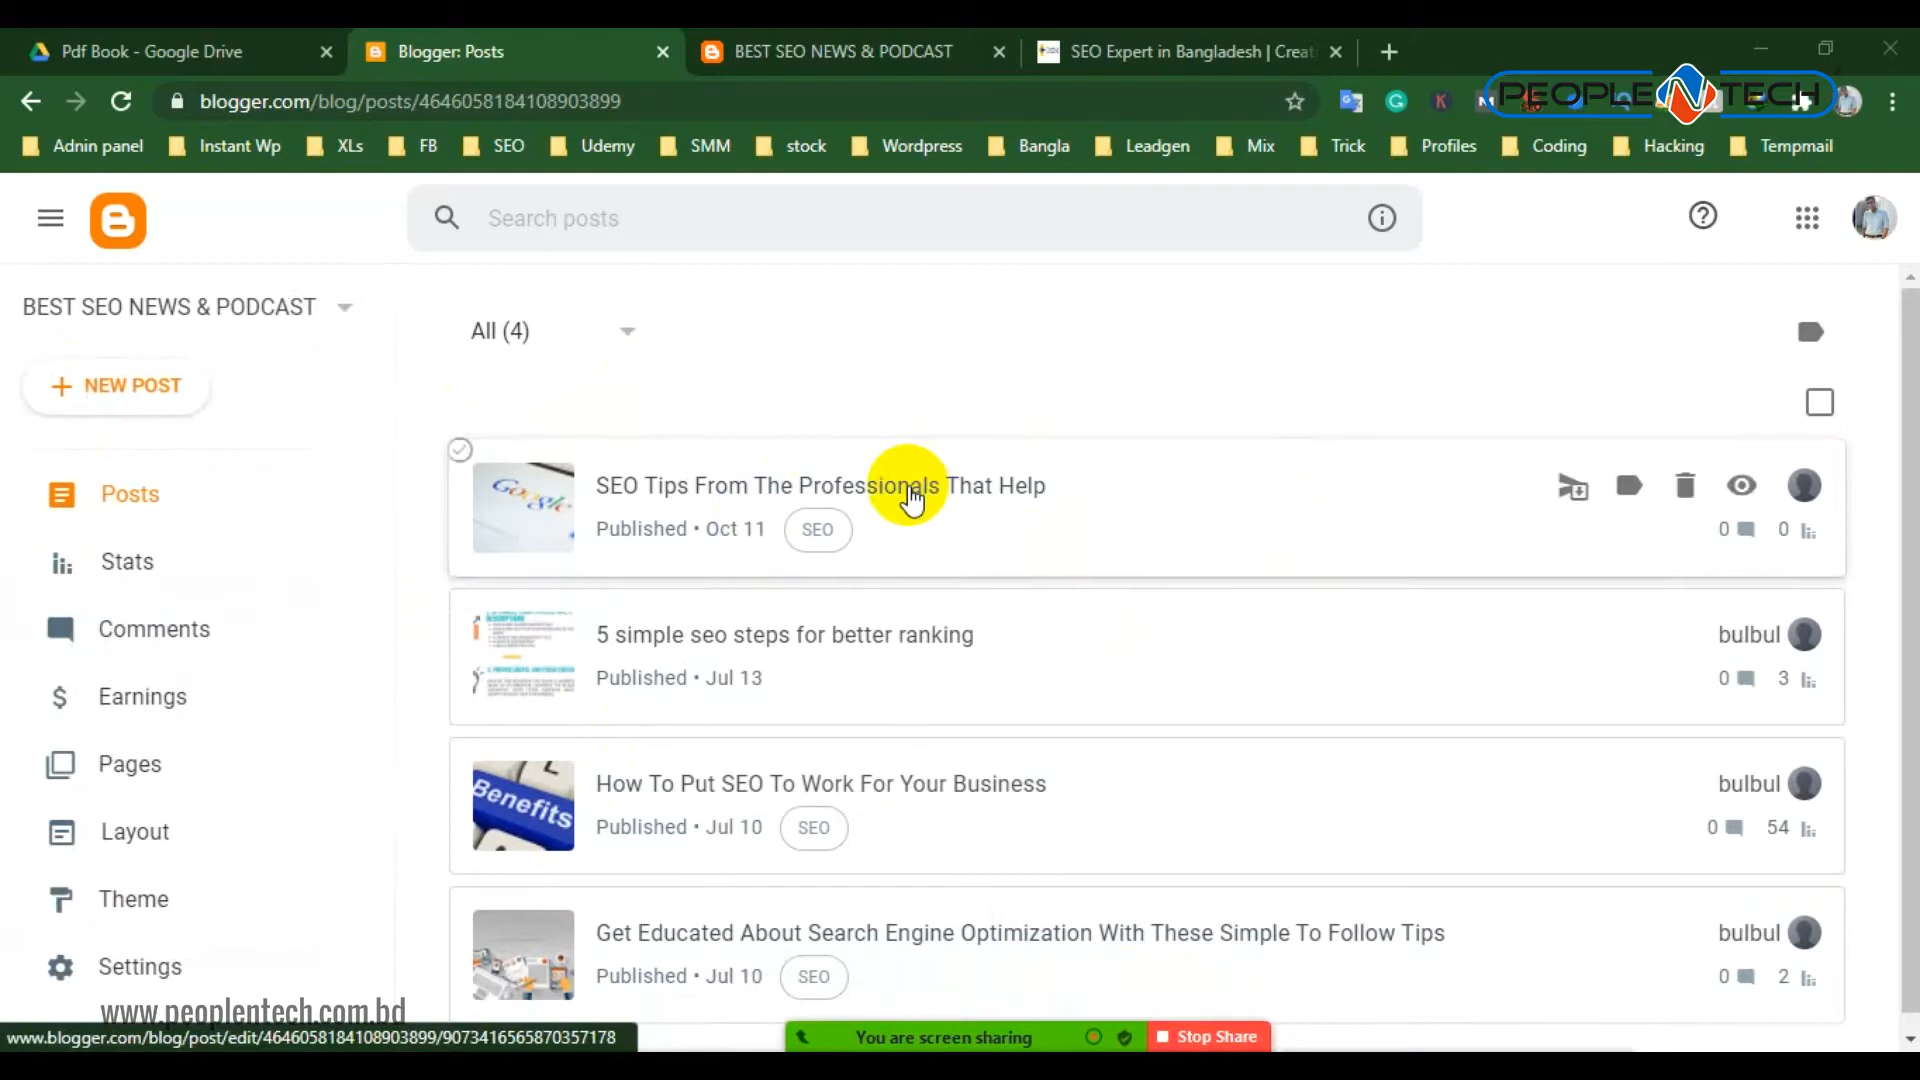 Pdf Book - Google Drive
Blogger: Posts
BEST SEO NEWS & PODCAST
SEO Expert in Bangladesh | Creat
blogger.com/blog/posts/4646058184108903899
PEOPLE N TECH
Adnin panel
Instant Wp
XLs
FB
SEO
Udemy
SMM
stock
Wordpress
Bangla
Leadgen
Mix
Trick
Profiles
Coding
Hacking
Tempmail
Search posts
BEST SEO NEWS & PODCAST
All (4)
+ NEW POST
Posts
Stats
Comments
Earnings
Pages
Layout
Theme
Settings
SEO Tips From The Professionals That Help
Published • Oct 11 SEO
0 0
5 simple seo steps for better ranking
bulbul
Published • Jul 13
0 3
How To Put SEO To Work For Your Business
bulbul
Published • Jul 10 SEO
0 54
Get Educated About Search Engine Optimization With These Simple To Follow Tips
bulbul
Published • Jul 10 SEO
0 2
Google
Benefits
www.peoplentech.com.bd
www.blogger.com/blog/post/edit/4646058184108903899/9073416565870357178
You are screen sharing
Stop Share